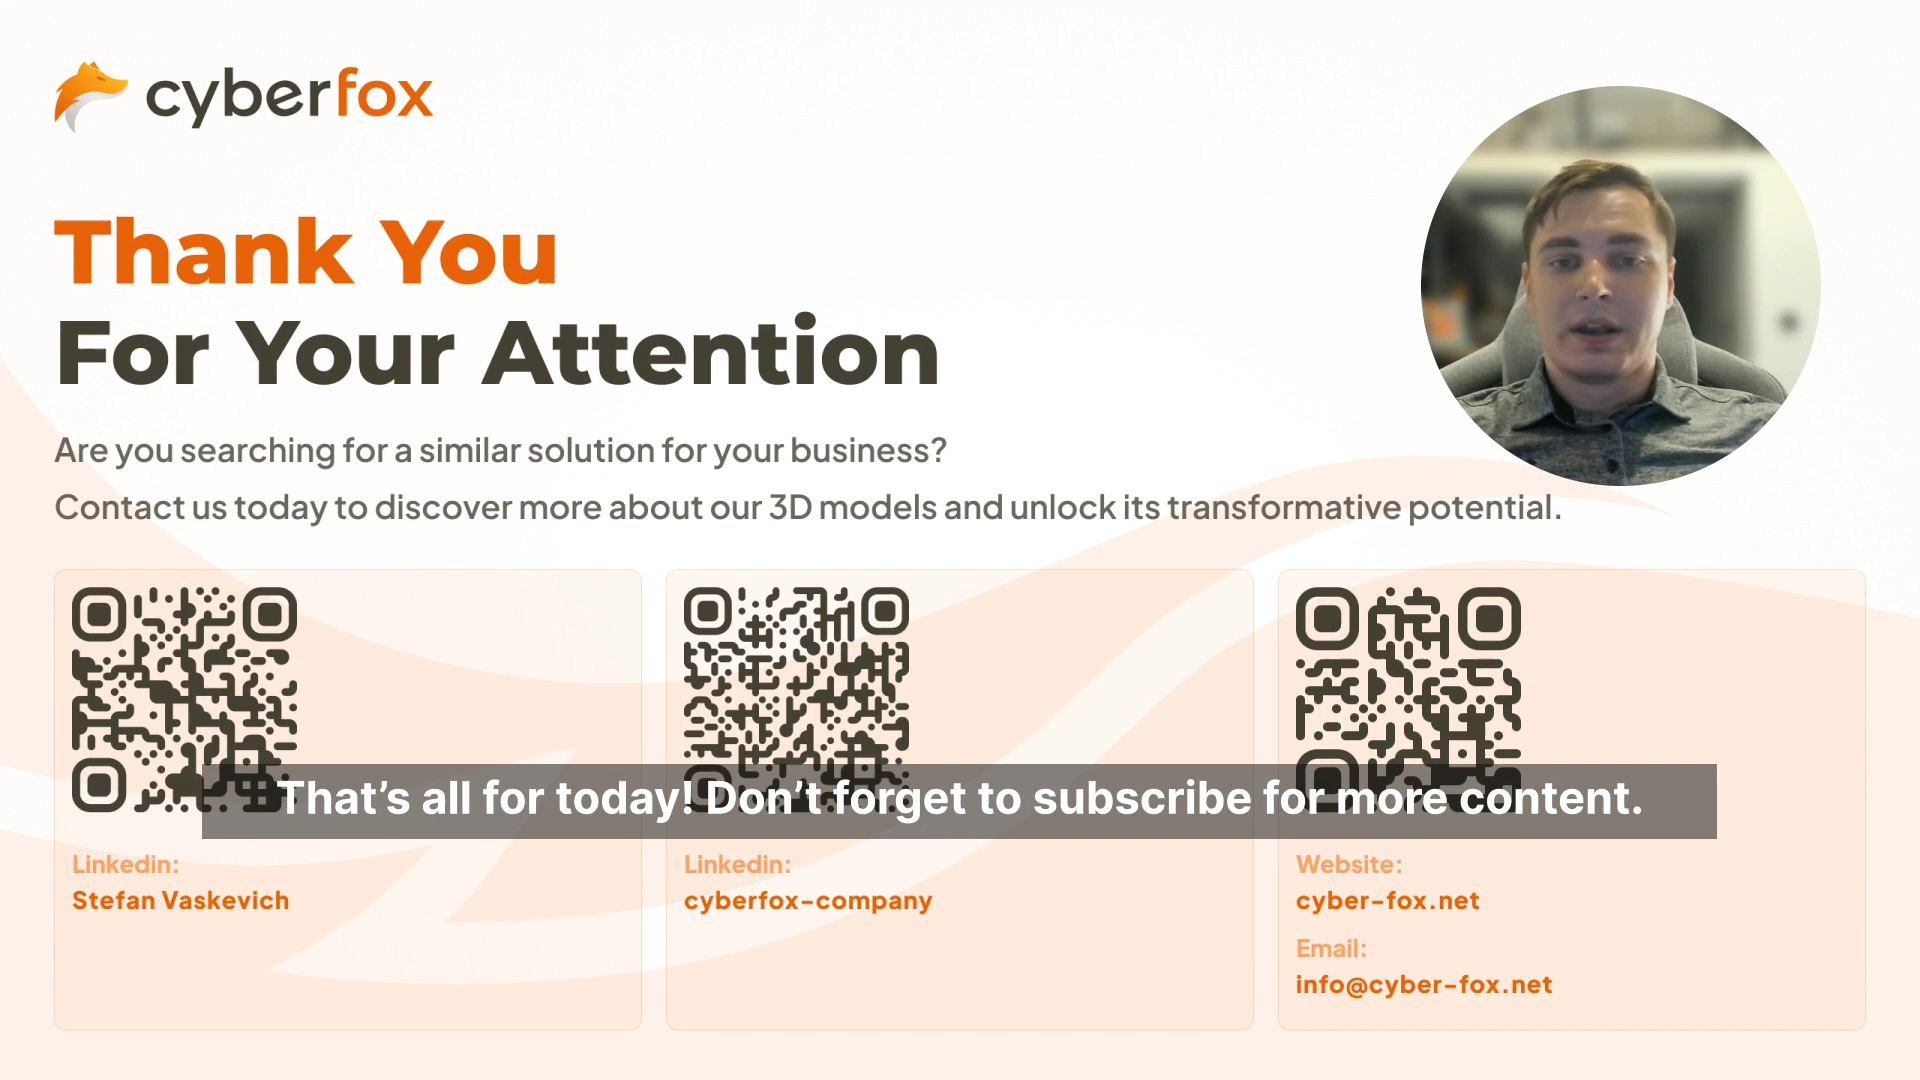 cyberfox
Thank You
For Your Attention
Are you searching for a similar solution for your business?
Contact us today to discover more about our 3D models and unlock its transformative potential.
That’s all for today! Don’t forget to subscribe for more content.
Linkedin:
Stefan Vaskevich
Linkedin:
cyberfox-company
Website:
cyber-fox.net
Email:
info@cyber-fox.net